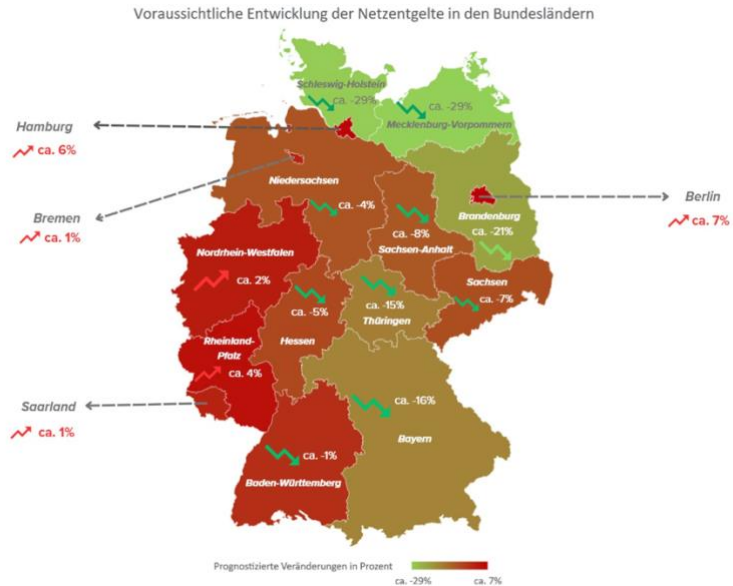 Voraussichtliche Entwicklung der Netzentgelte in den Bundesländern
Schleswig-Holstein
ca. -29%
ca. -29%
Mecklenburg-Vorpommern
Hamburg
ca. 6%
Niedersachsen
ca. -4%
Bremen
ca. 1%
Berlin
ca. 7%
Brandenburg
ca. -21%
ca. -8%
Sachsen-Anhalt
Nordrhein-Westfalen
ca. 2%
Sachsen
ca. -7%
ca. -5%
Hessen
ca. -15%
Thüringen
Rheinland-
Pfalz
ca. 4%
Saarland
ca. 1%
ca. -16%
Bayern
ca. -1%
Baden-Württemberg
Prognostizierte Veränderungen in Prozent
ca. -29%
ca. 7%